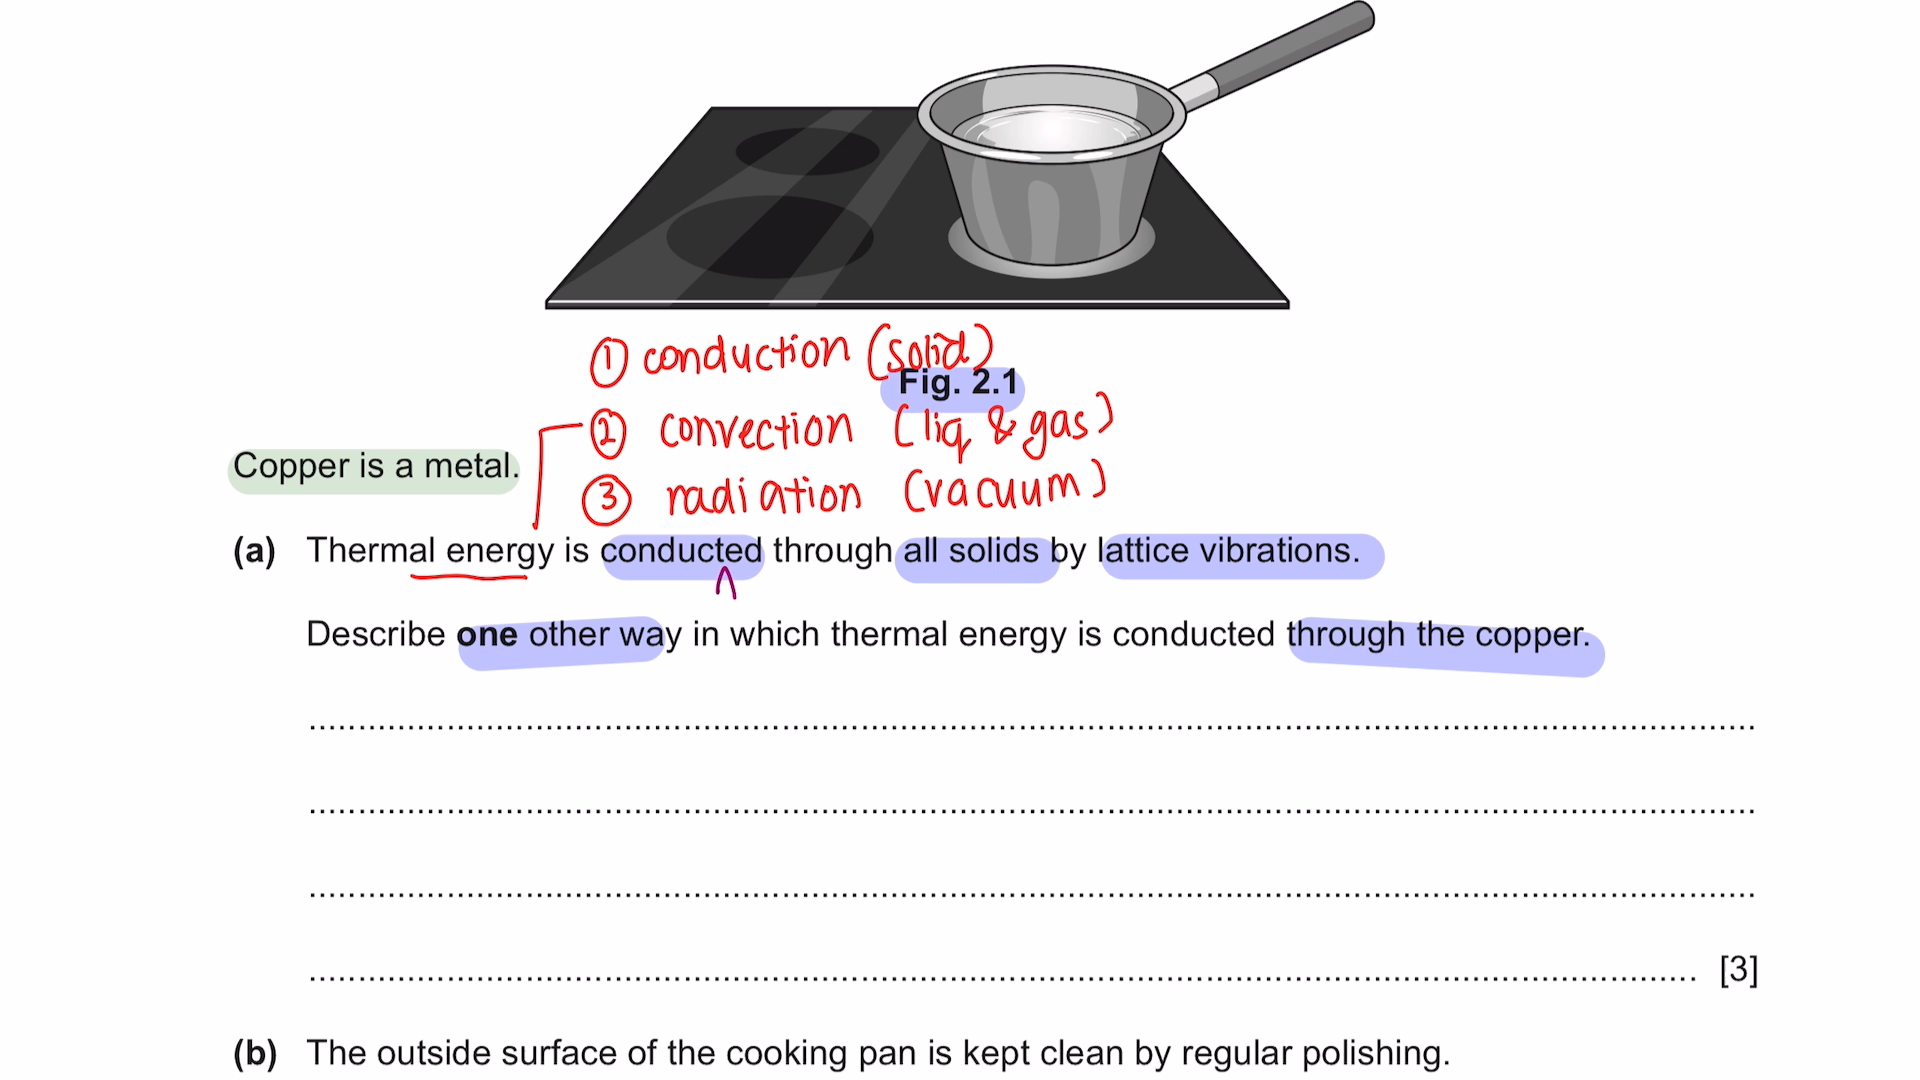 ① conduction (solid)
Fig. 2.1
② convection (liq & gas)
Copper is a metal.
③ radiation (vacuum)
(a) Thermal energy is conducted through all solids by lattice vibrations.
Describe one other way in which thermal energy is conducted through the copper.
[3]
(b) The outside surface of the cooking pan is kept clean by regular polishing.